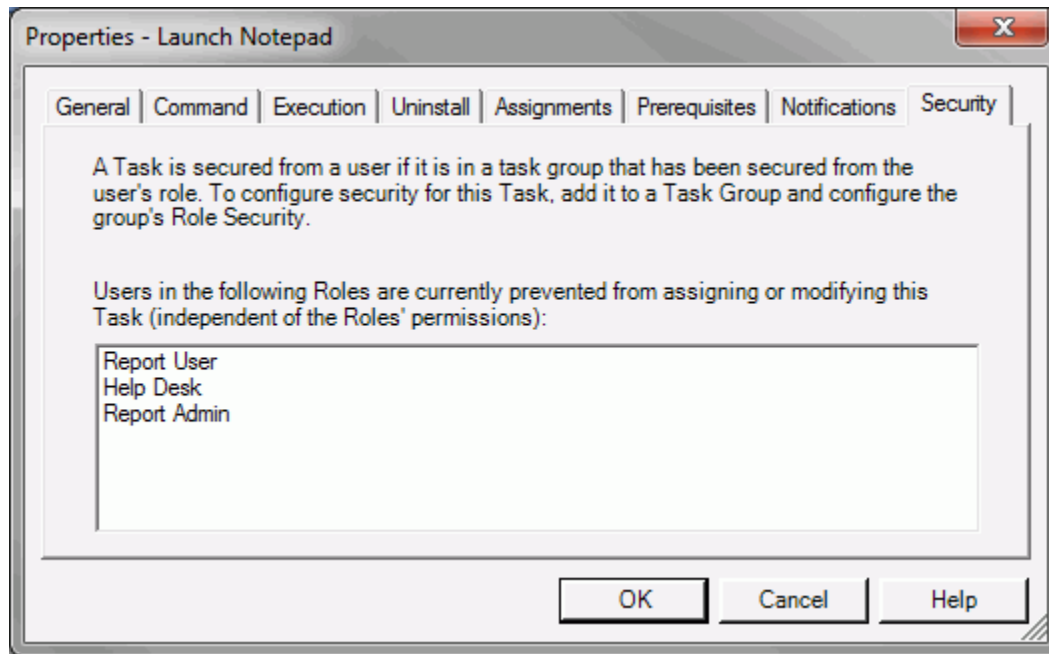 Properties - Launch Notepad
General Command Execution Uninstall Assignments Prerequisites Notifications Security
A Task is secured from a user if it is in a task group that has been secured from the
user's role. To configure security for this Task, add it to a Task Group and configure the
group's Role Security.
Users in the following Roles are currently prevented from assigning or modifying this
Task (independent of the Roles' permissions):
Report User
Help Desk
Report Admin
OK Cancel Help